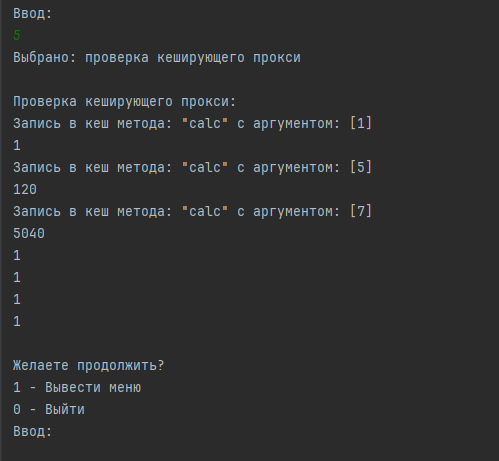 Ввод:
5
Выбрано: проверка кеширующего прокси
Проверка кеширующего прокси:
Запись в кеш метода: "calc" с аргументом: [1]
1
Запись в кеш метода: "calc" с аргументом: [5]
120
Запись в кеш метода: "calc" с аргументом: [7]
5040
1
1
1
1
Желаете продолжить?
1 - Вывести меню
0 - Выйти
Ввод: